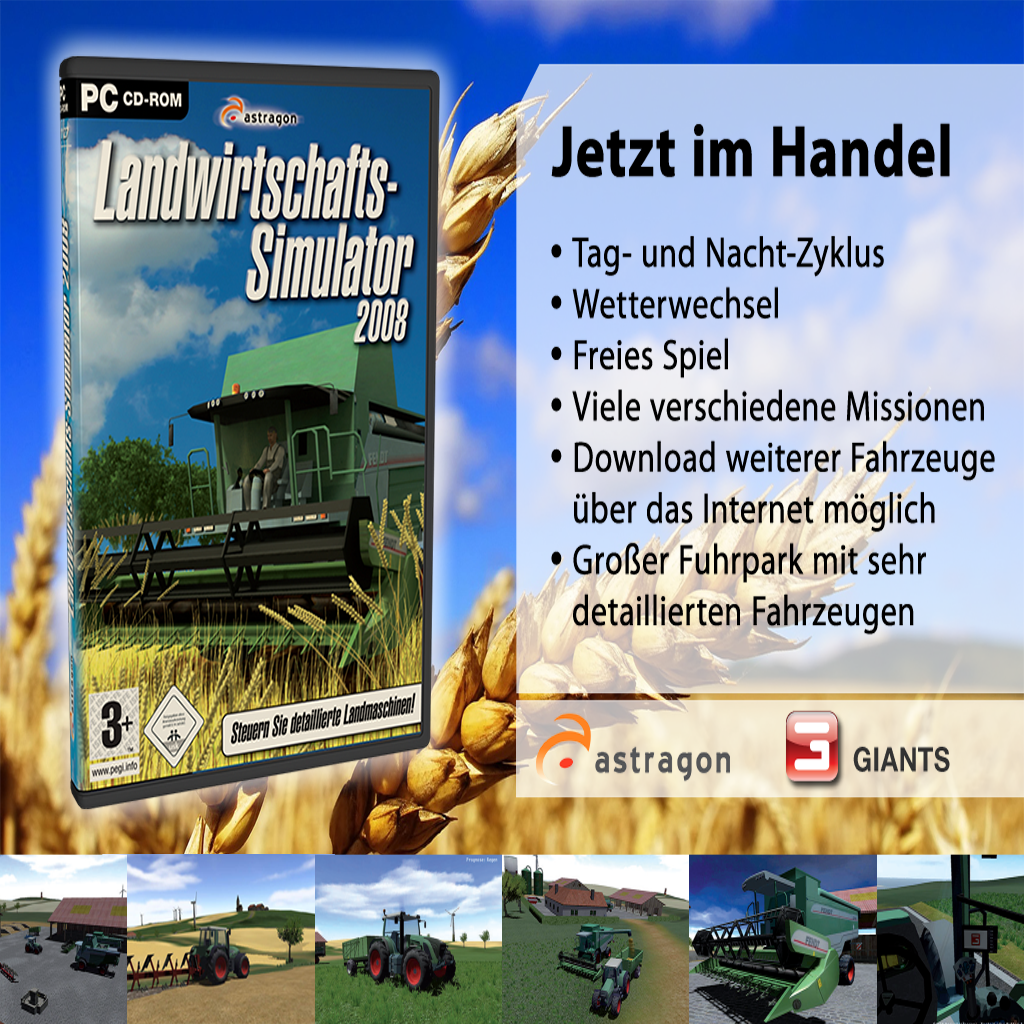 PC CD-ROM
astragon
Landwirtschafts-
Simulator
2008
3+
www.pegi.info
Steuern Sie detaillierte Landmaschinen!
Jetzt im Handel
• Tag- und Nacht-Zyklus
• Wetterwechsel
• Freies Spiel
• Viele verschiedene Missionen
• Download weiterer Fahrzeuge
über das Internet möglich
• Großer Fuhrpark mit sehr
detaillierten Fahrzeugen
astragon
GIANTS
FENDT